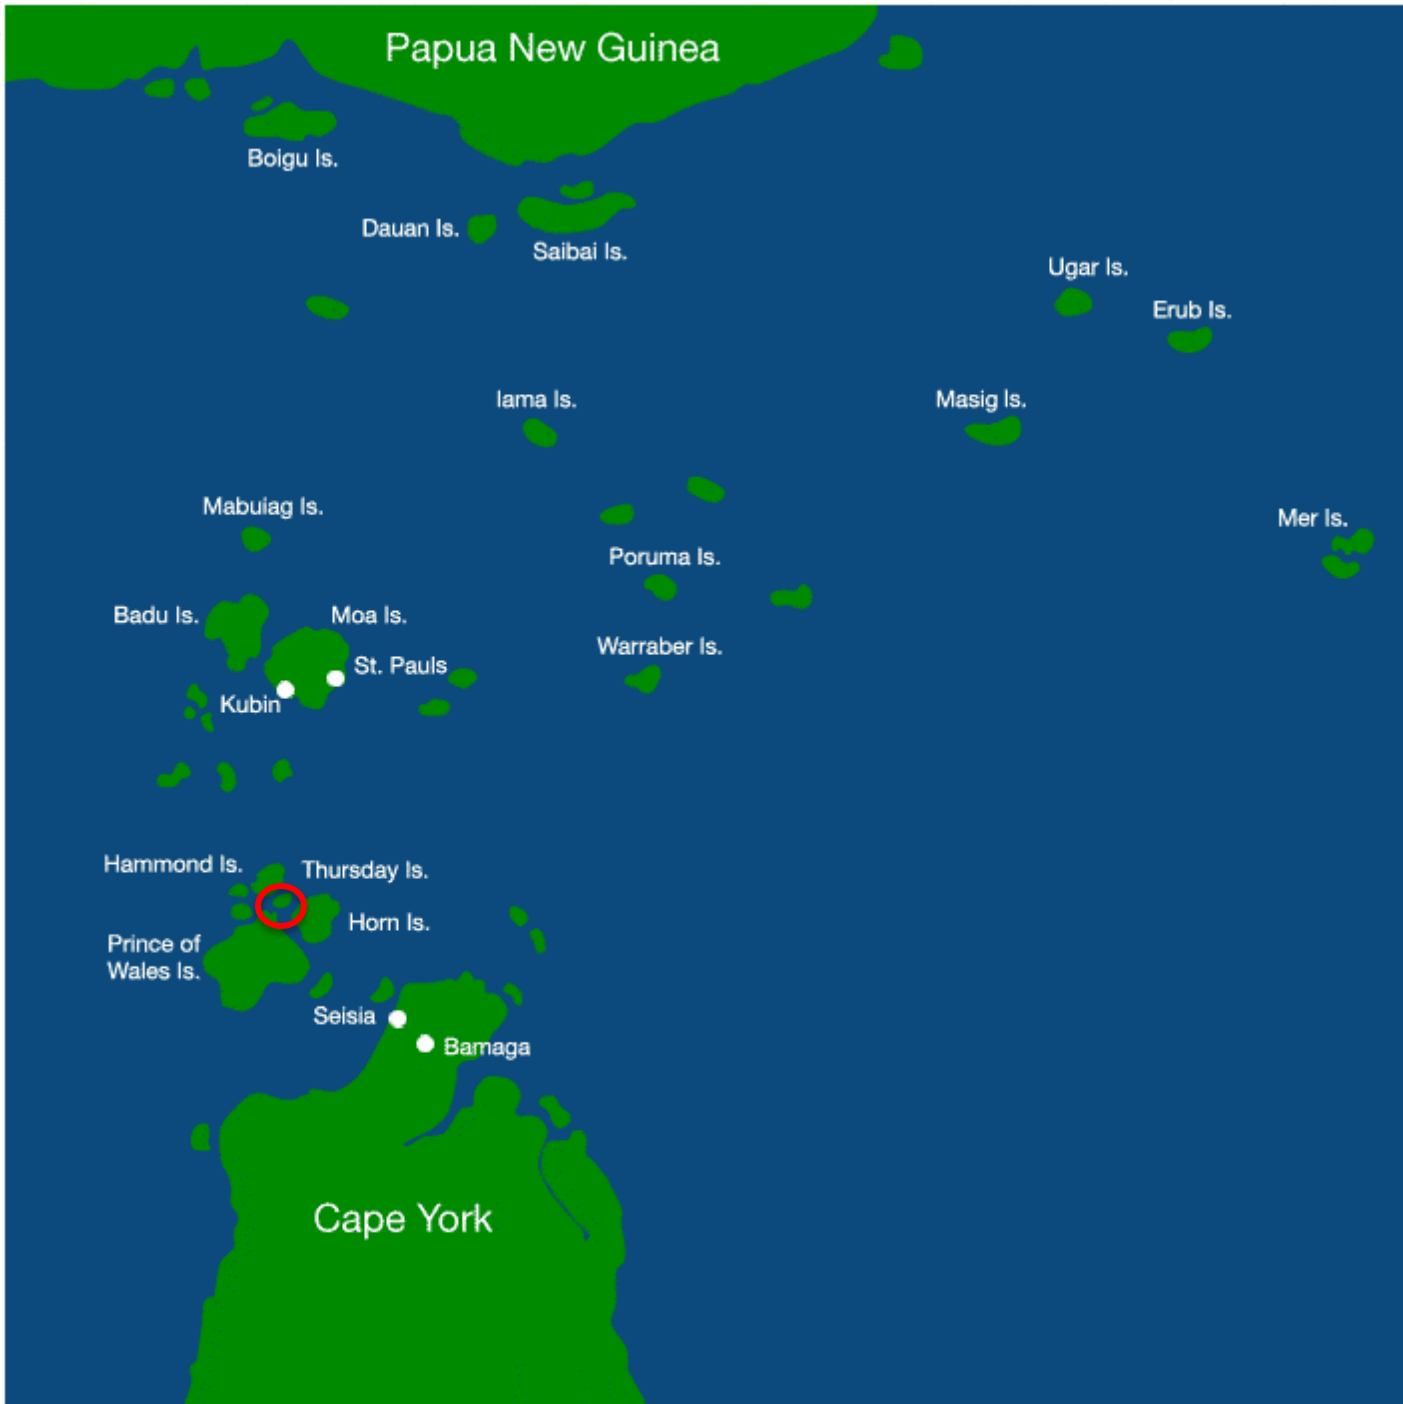 Papua New Guinea
Boigu Is.
Dauan Is.
Saibai Is.
Ugar Is.
Erub Is.
Iama Is.
Masig Is.
Mabuiag Is.
Mer Is.
Poruma Is.
Badu Is.
Moa Is.
Warraber Is.
St. Pauls
Kubin
Hammond Is.
Thursday Is.
Horn Is.
Prince of
Wales Is.
Seisia
Bamaga
Cape York